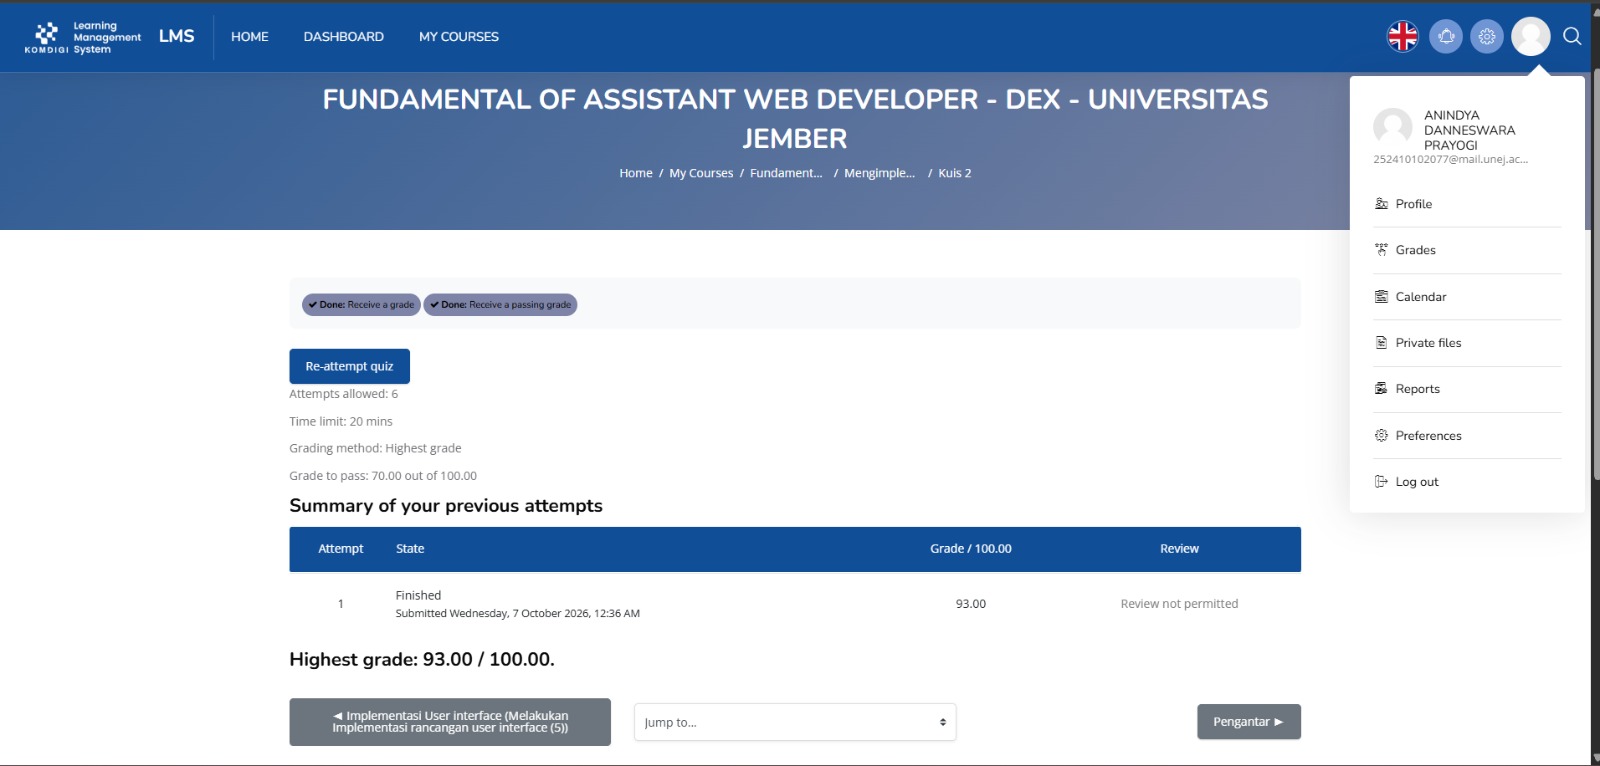 KOMDIGI
Learning
Management
System
LMS
HOME
DASHBOARD
MY COURSES
FUNDAMENTAL OF ASSISTANT WEB DEVELOPER - DEX - UNIVERSITAS
JEMBER
Home / My Courses / Fundament... / Mengimple... / Kuis 2
ANINDYA
DANNESWARA
PRAYOGI
252410102077@mail.unej.ac...
Profile
Grades
Calendar
Private files
Reports
Preferences
Log out
Done: Receive a grade
Done: Receive a passing grade
Re-attempt quiz
Attempts allowed: 6
Time limit: 20 mins
Grading method: Highest grade
Grade to pass: 70.00 out of 100.00
Summary of your previous attempts
Attempt State Grade / 100.00 Review
1 Finished 93.00 Review not permitted
Submitted Wednesday, 7 October 2026, 12:36 AM
Highest grade: 93.00 / 100.00.
◄ Implementasi User interface (Melakukan
Implementasi rancangan user interface (5))
Jump to...
Pengantar ►